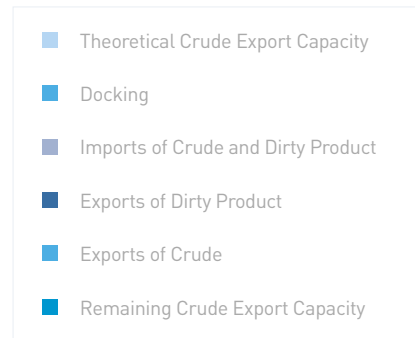 Theoretical Crude Export Capacity
Docking
Imports of Crude and Dirty Product
Exports of Dirty Product
Exports of Crude
Remaining Crude Export Capacity